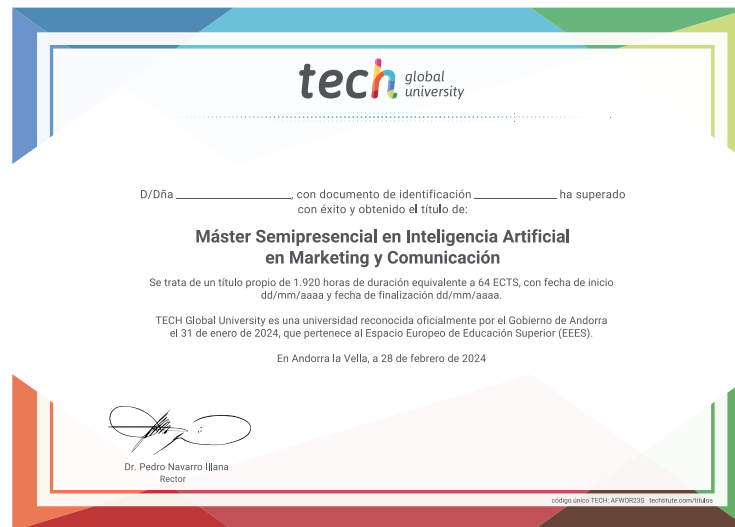 tech global
university
D/Dña ____________________, con documento de identificación ______________ ha superado
con éxito y obtenido el título de:
Máster Semipresencial en Inteligencia Artificial
en Marketing y Comunicación
Se trata de un título propio de 1.920 horas de duración equivalente a 64 ECTS, con fecha de inicio
dd/mm/aaaa y fecha de finalización dd/mm/aaaa.
TECH Global University es una universidad reconocida oficialmente por el Gobierno de Andorra
el 31 de enero de 2024, que pertenece al Espacio Europeo de Educación Superior (EEES).
En Andorra la Vella, a 28 de febrero de 2024
Dr. Pedro Navarro Illana
Rector
código único TECH: AFWOR23S techtitute.com/titulos